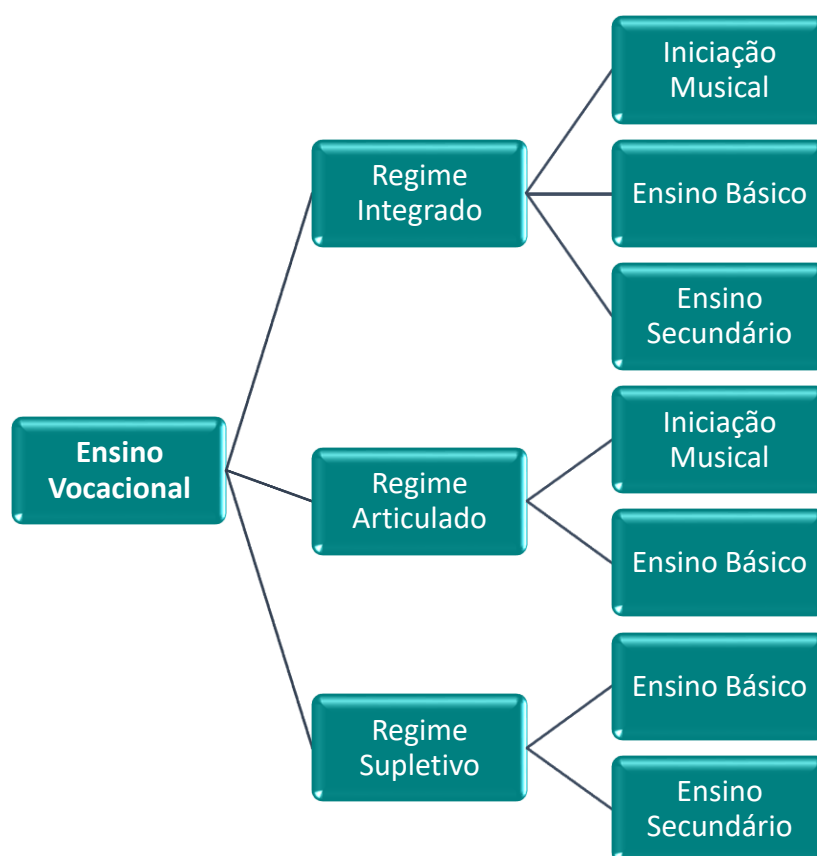 Ensino
Vocacional
Regime
Integrado
Iniciação
Musical
Ensino Básico
Ensino
Secundário
Regime
Articulado
Iniciação
Musical
Ensino Básico
Regime
Supletivo
Ensino Básico
Ensino
Secundário